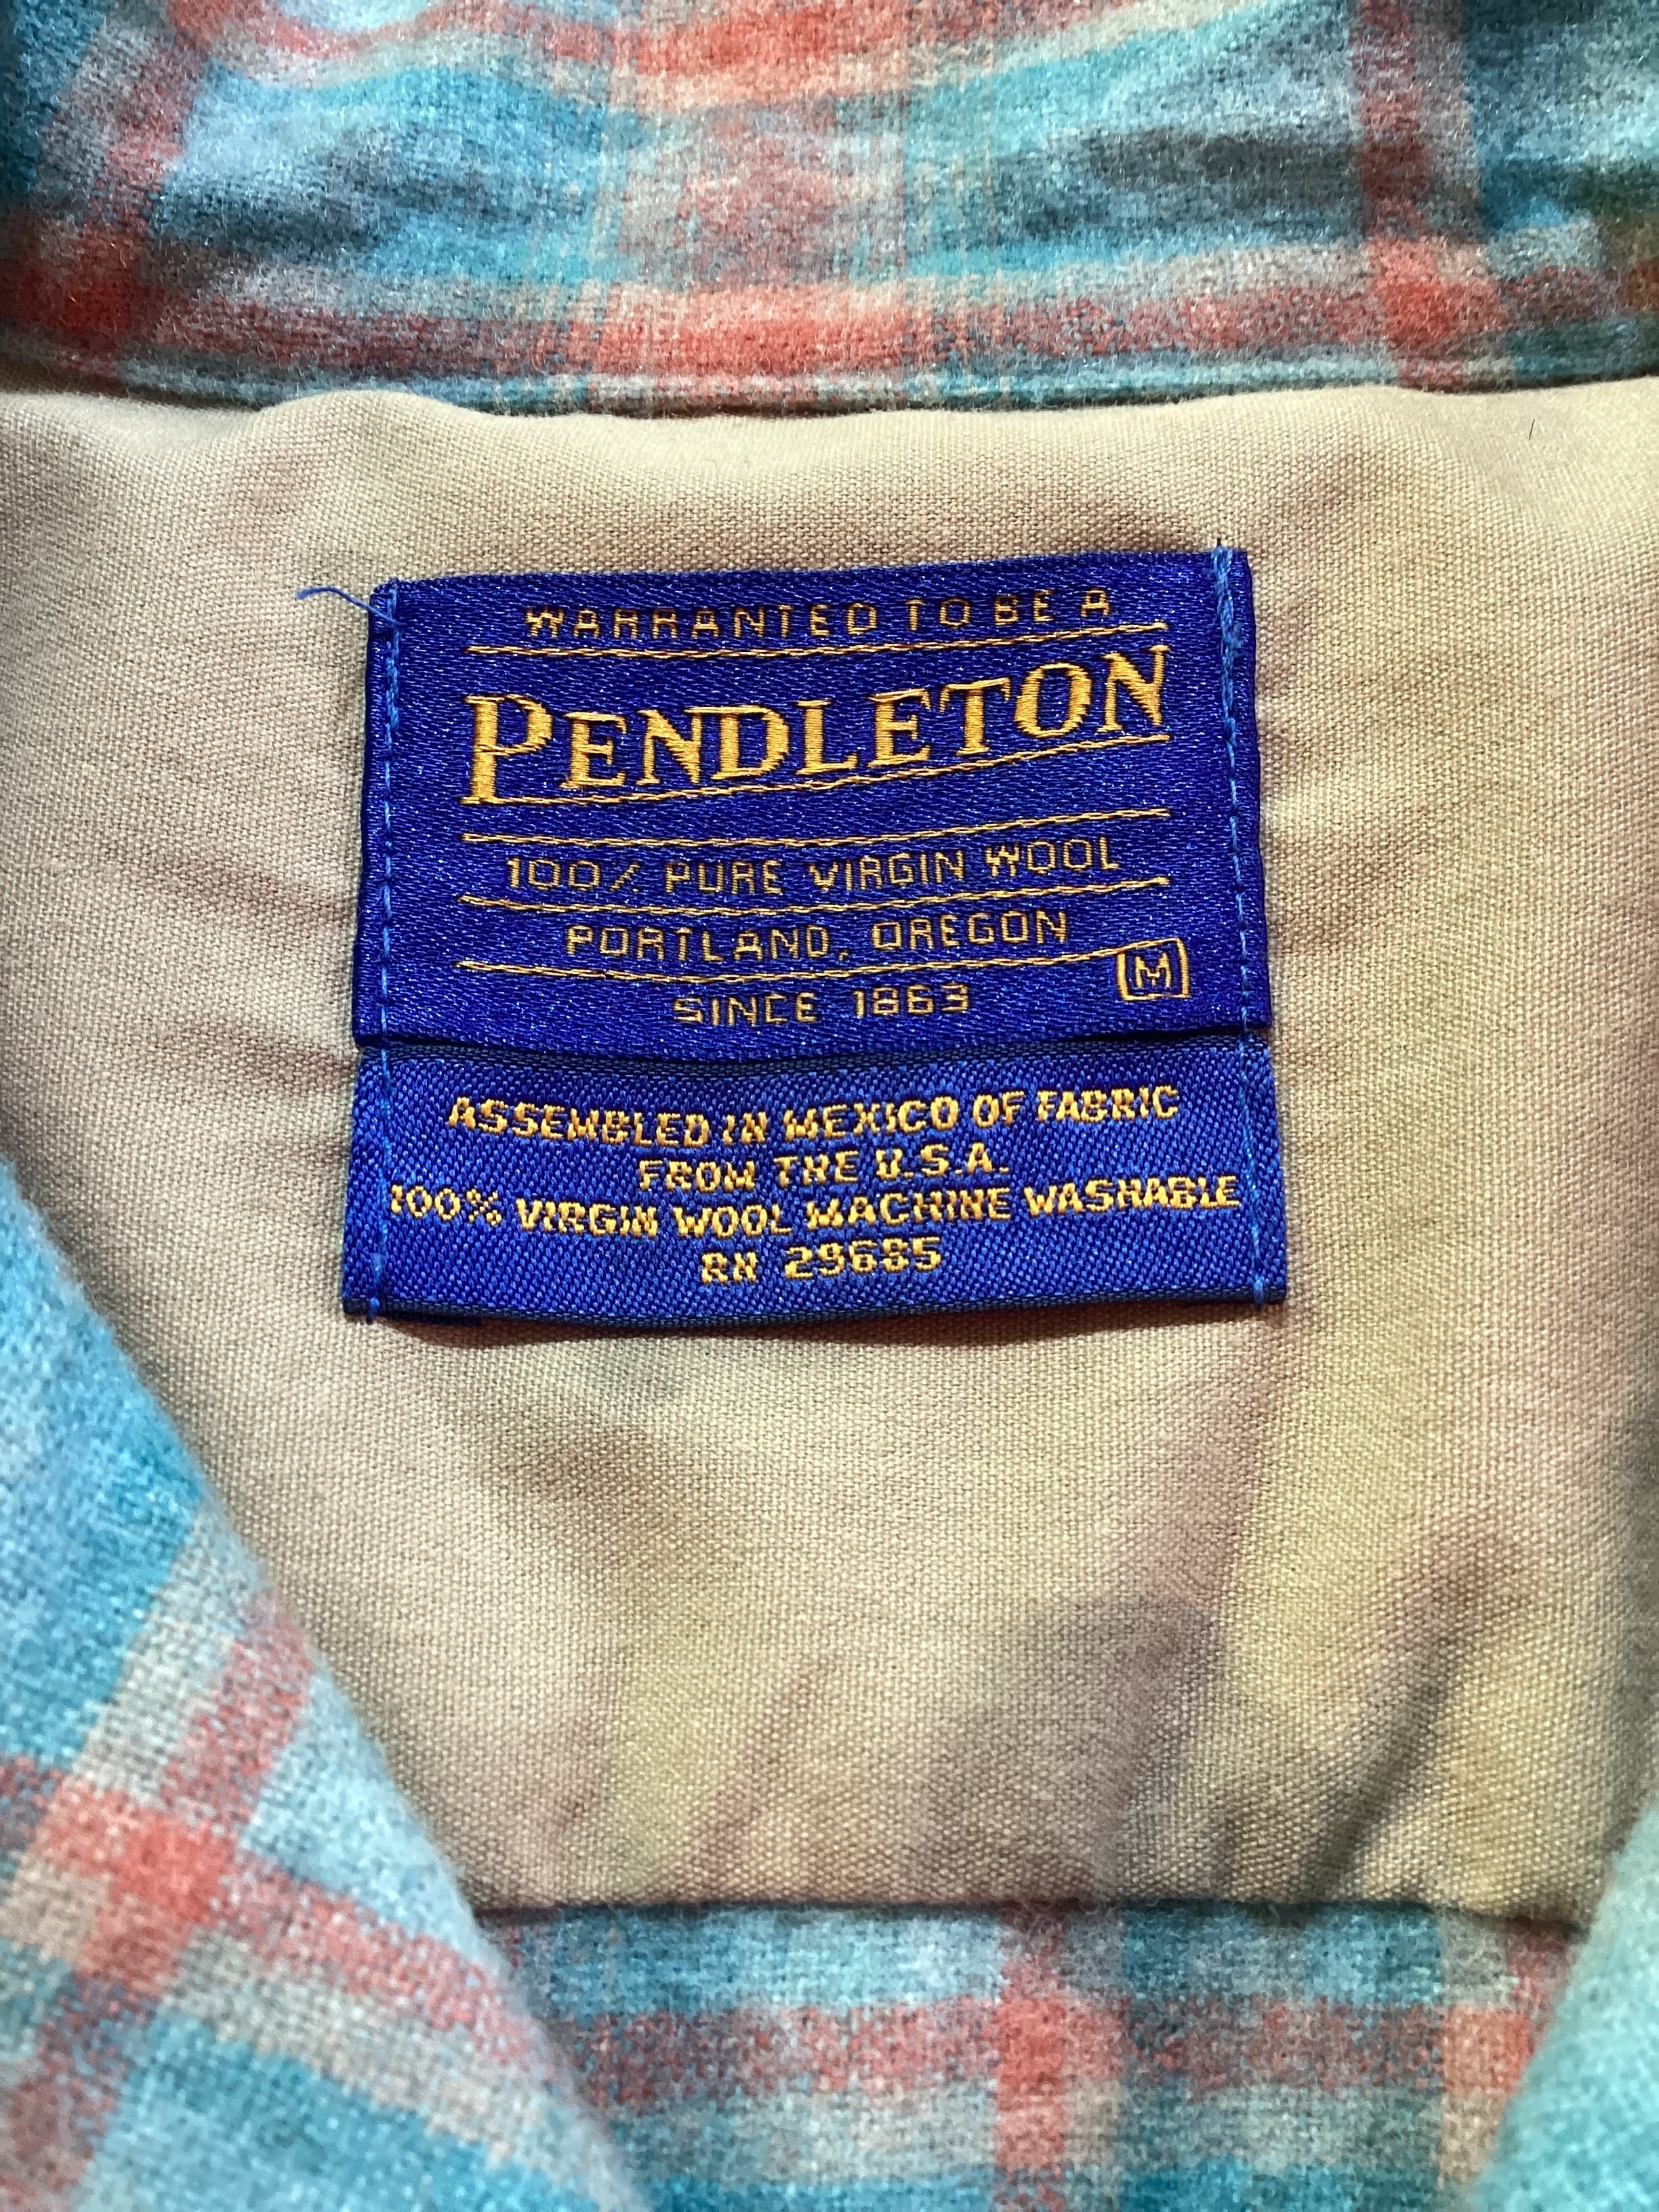 WARRANTED TO BE A
PENDLETON
100% PURE VIRGIN WOOL
PORTLAND, OREGON
M
SINCE 1863
ASSEMBLED IN MEXICO OF FABRIC
FROM THE U.S.A.
100% VIRGIN WOOL MACHINE WASHABLE
RN 29685